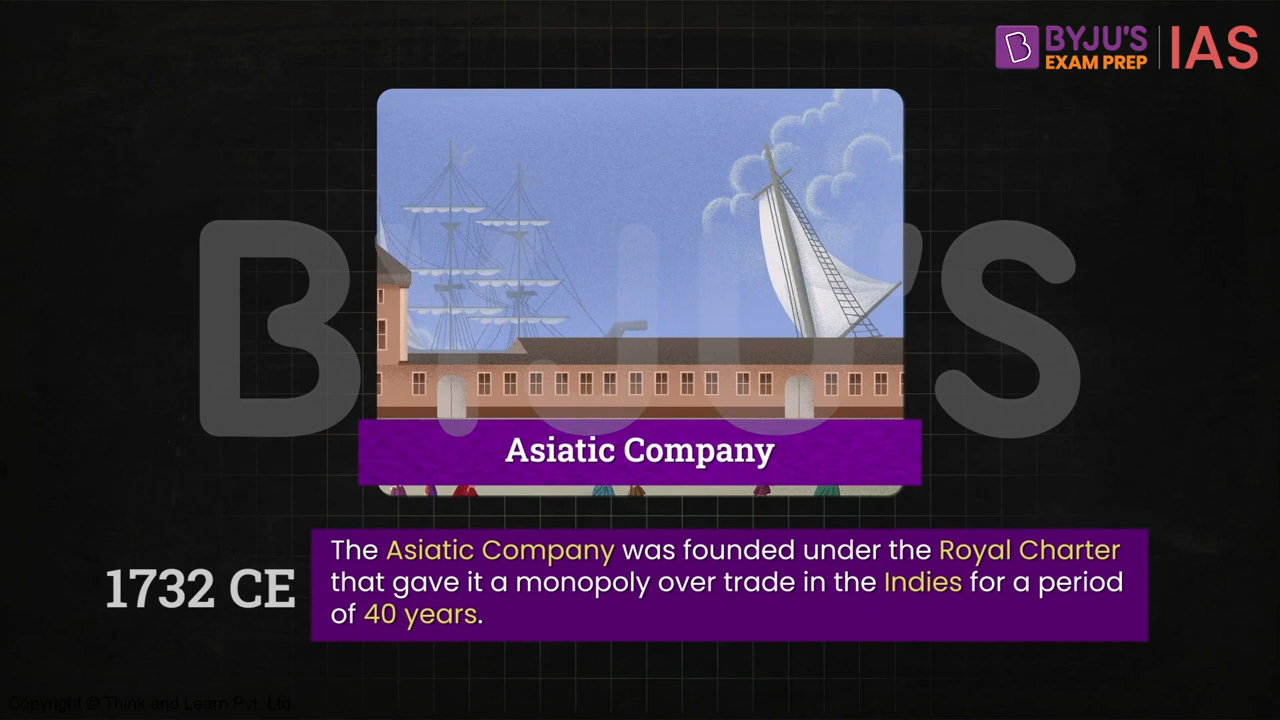 BYJU'S
EXAM PREP
IAS
BYJU'S
Asiatic Company
1732 CE
The Asiatic Company was founded under the Royal Charter
that gave it a monopoly over trade in the Indies for a period
of 40 years.
Copyright © Think and Learn Pvt. Ltd.